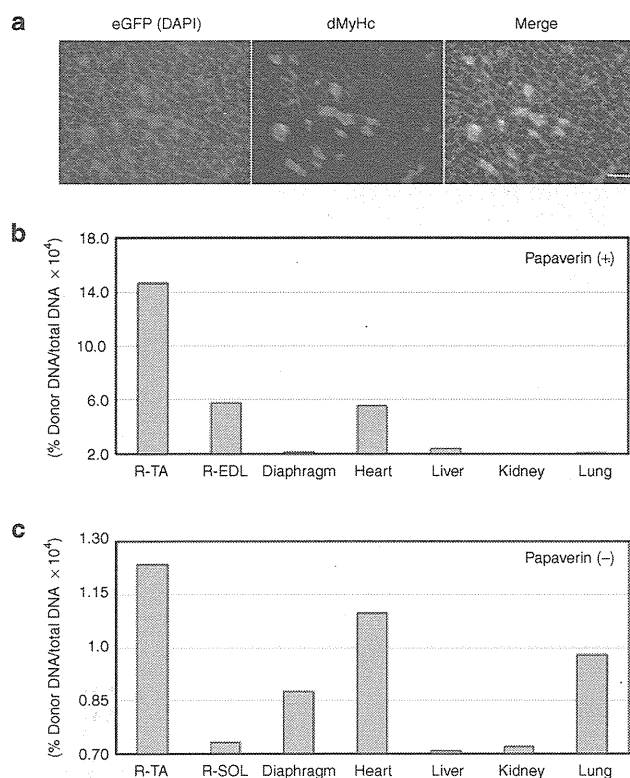 a
eGFP (DAPI) dMyHc Merge
b
(% Donor DNA/total DNA × 10⁴)
18.0
14.0
10.0
6.0
2.0
Papaverin (+)
R-TA R-EDL Diaphragm Heart Liver Kidney Lung
c
(% Donor DNA/total DNA × 10⁴)
1.30
1.15
1.0
0.85
0.70
Papaverin (−)
R-TA R-SOL Diaphragm Heart Liver Kidney Lung